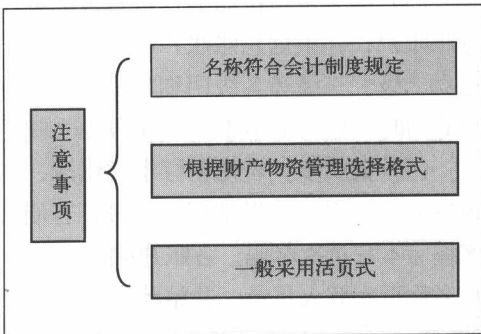 注意事项
名称符合会计制度规定
根据财产物资管理选择格式
一般采用活页式